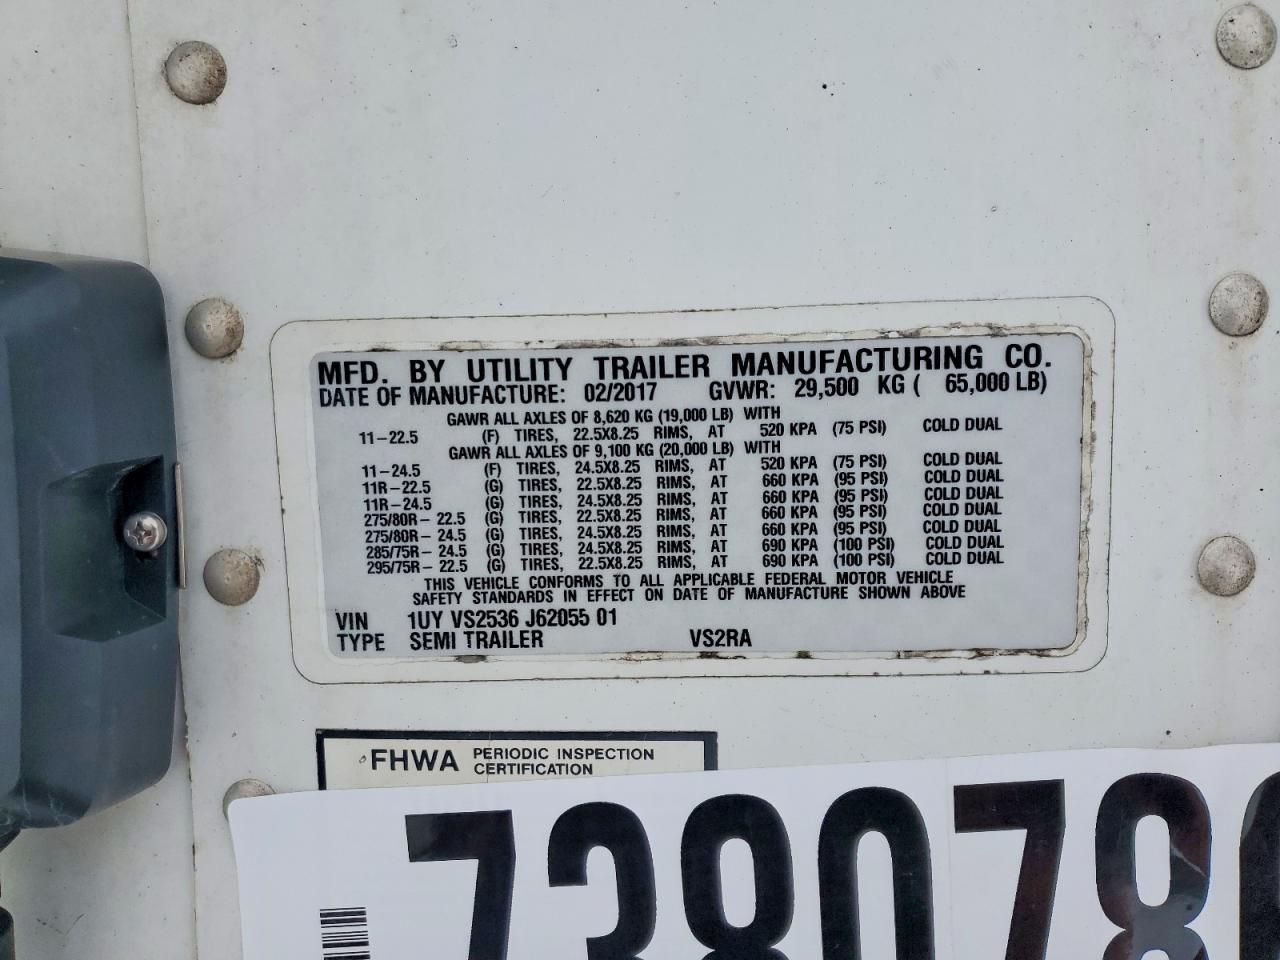 MFD. BY UTILITY TRAILER MANUFACTURING CO.
DATE OF MANUFACTURE: 02/2017 GVWR: 29,500 KG ( 65,000 LB)
GAWR ALL AXLES OF 8,620 KG (19,000 LB) WITH
11-22.5 (F) TIRES, 22.5X8.25 RIMS, AT 520 KPA (75 PSI) COLD DUAL
GAWR ALL AXLES OF 9,100 KG (20,000 LB) WITH
11-24.5 (F) TIRES, 24.5X8.25 RIMS, AT 520 KPA (75 PSI) COLD DUAL
11R-22.5 (G) TIRES, 22.5X8.25 RIMS, AT 660 KPA (95 PSI) COLD DUAL
11R-24.5 (G) TIRES, 24.5X8.25 RIMS, AT 660 KPA (95 PSI) COLD DUAL
275/80R-22.5 (G) TIRES, 22.5X8.25 RIMS, AT 660 KPA (95 PSI) COLD DUAL
275/80R-24.5 (G) TIRES, 24.5X8.25 RIMS, AT 660 KPA (95 PSI) COLD DUAL
285/75R-24.5 (G) TIRES, 24.5X8.25 RIMS, AT 690 KPA (100 PSI) COLD DUAL
295/75R-22.5 (G) TIRES, 22.5X8.25 RIMS, AT 690 KPA (100 PSI) COLD DUAL
THIS VEHICLE CONFORMS TO ALL APPLICABLE FEDERAL MOTOR VEHICLE
SAFETY STANDARDS IN EFFECT ON DATE OF MANUFACTURE SHOWN ABOVE
VIN 1UY VS2536 J62055 01
TYPE SEMI TRAILER VS2RA
FHWA PERIODIC INSPECTION
CERTIFICATION
738078